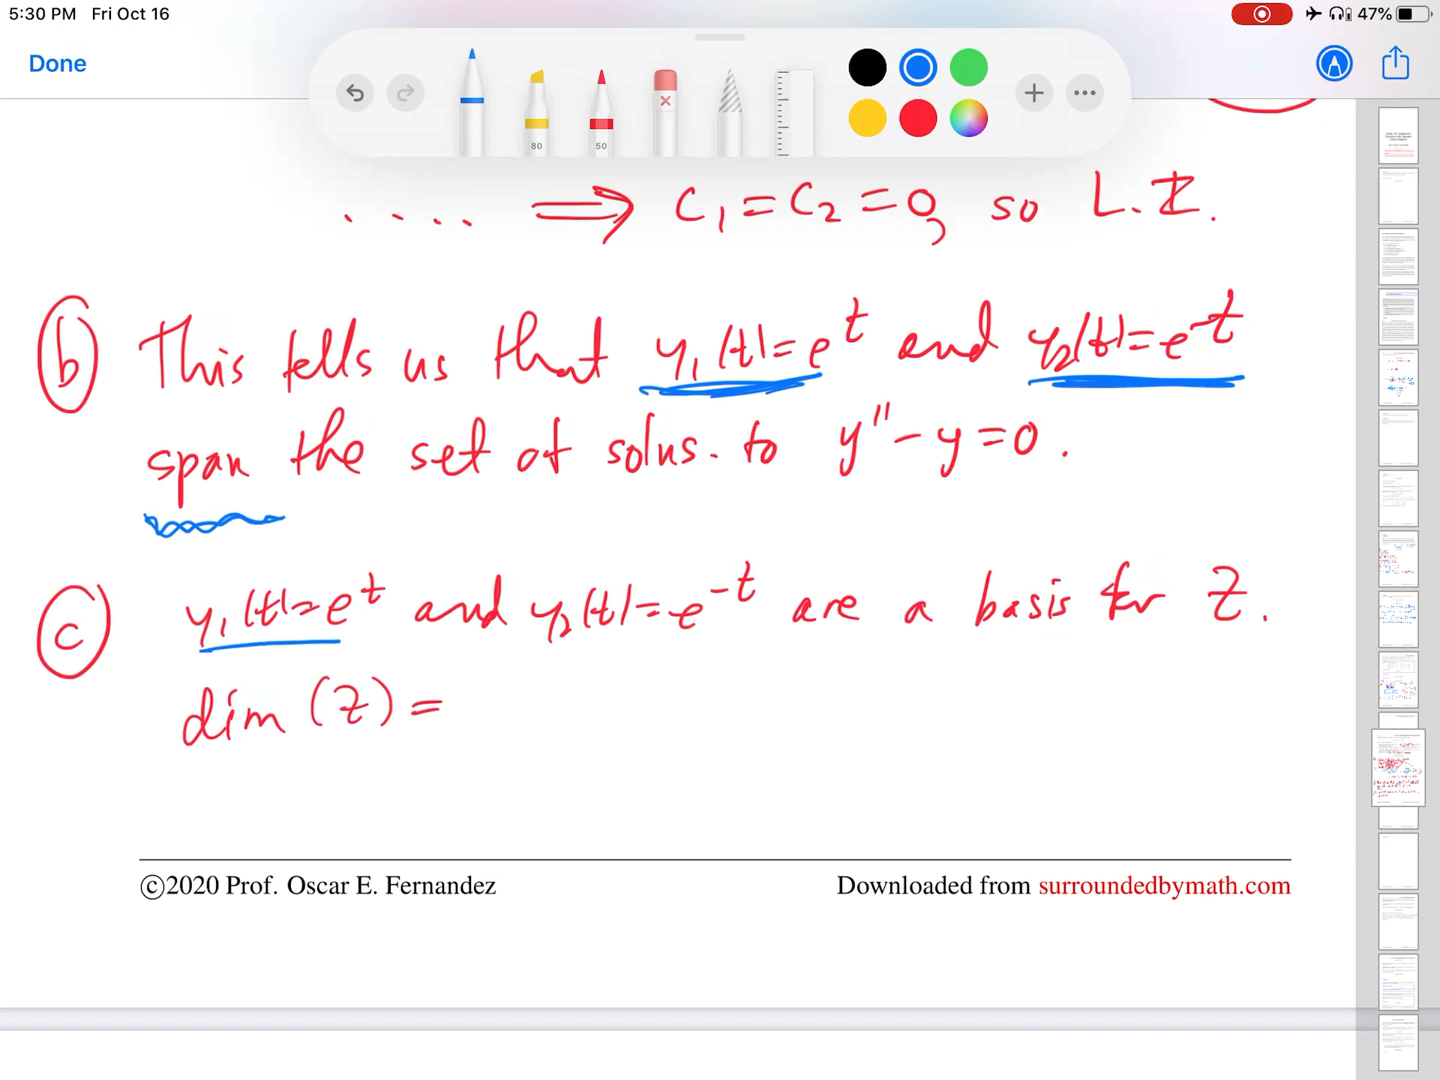 5:30 PM Fri Oct 16
47%
Done
80
50
. . . . ⟹ C₁ = C₂ = 0, so L.I.
(b) This tells us that y₁(t)=e^t and y₂(t)=e^-t
span the set of solns. to y''-y=0.
(c) y₁(t)=e^t and y₂(t)=e^-t are a basis for Z.
dim (Z) =
©2020 Prof. Oscar E. Fernandez
Downloaded from surroundedbymath.com